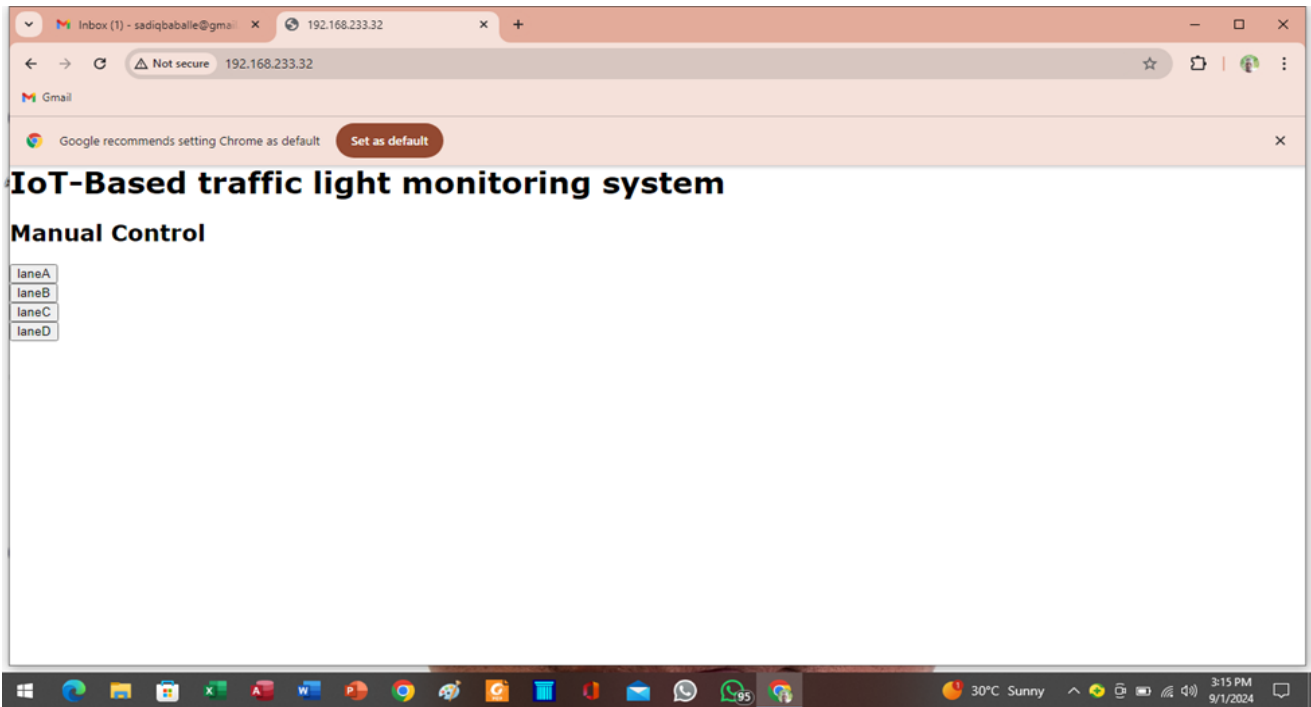 Inbox (1) - sadiqbaballe@gmai
192.168.233.32
Not secure 192.168.233.32
Gmail
Google recommends setting Chrome as default Set as default
IoT-Based traffic light monitoring system
Manual Control
laneA
laneB
laneC
laneD
95
30°C Sunny
3:15 PM
9/1/2024